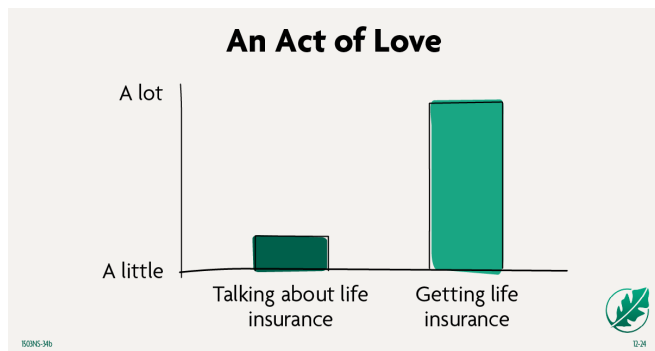 An Act of Love
A lot
A little
Talking about life
insurance
Getting life
insurance
1503NS-34b
12-24